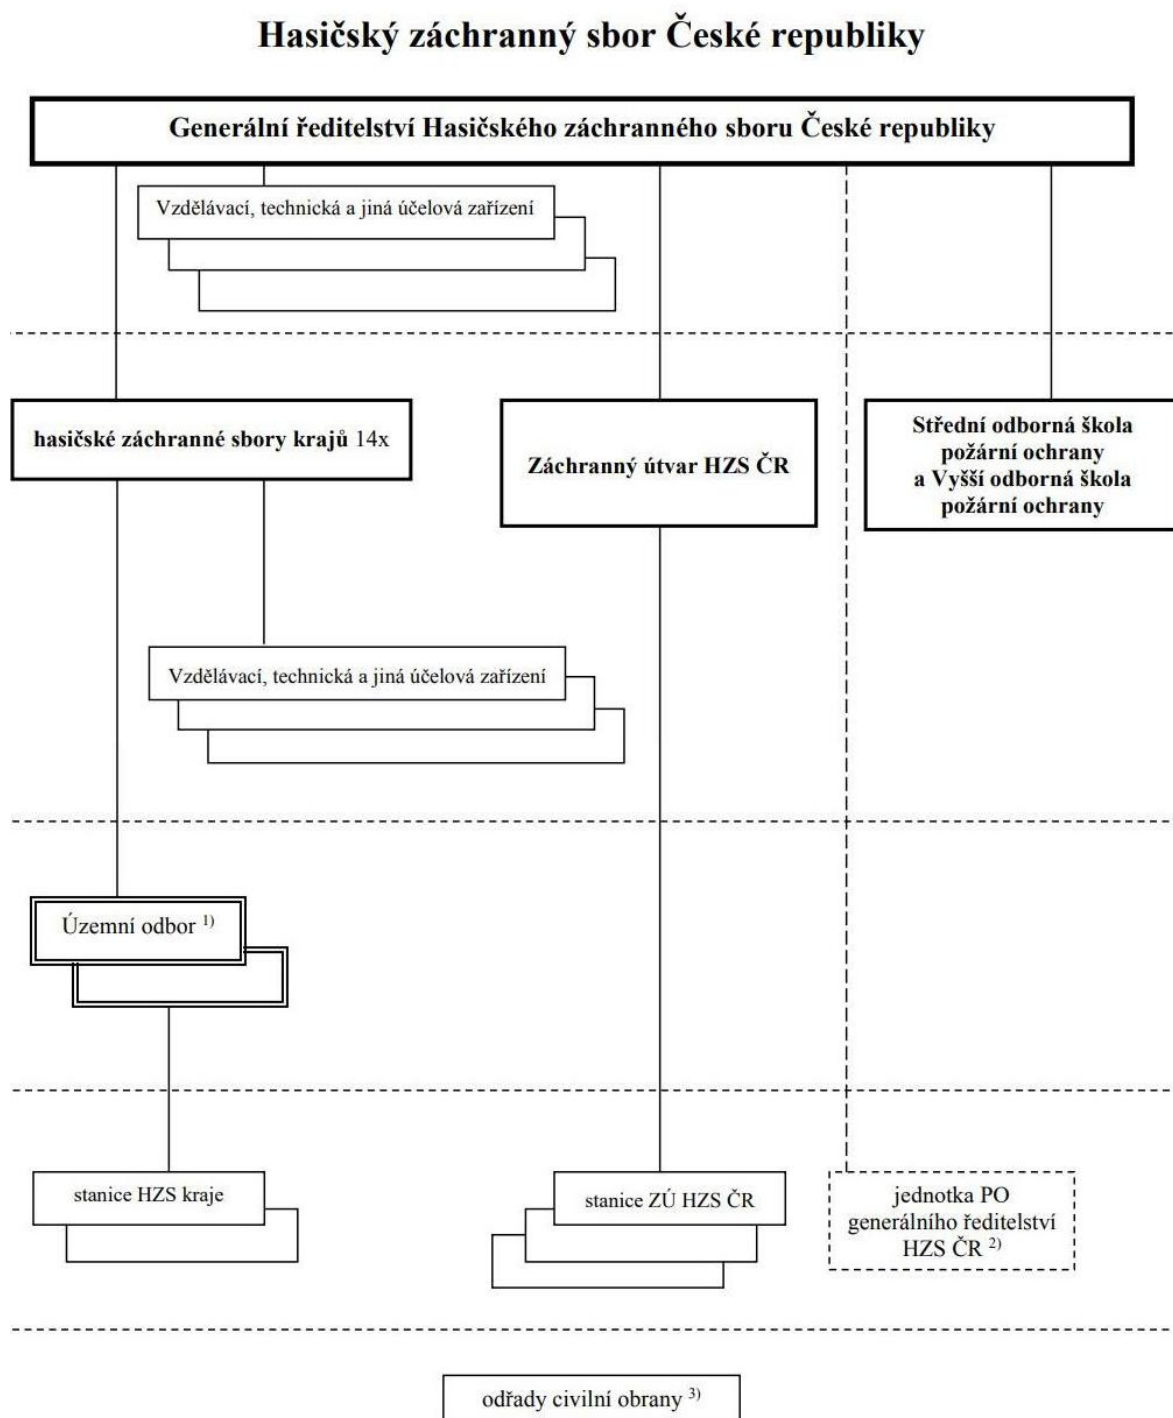 Hasičský záchranný sbor České republiky
Generální ředitelství Hasičského záchranného sboru České republiky
Vzdělávací, technická a jiná účelová zařízení
hasičské záchranné sbory krajů 14x
Záchranný útvar HZS ČR
Střední odborná škola
požární ochrany
a Vyšší odborná škola
požární ochrany
Vzdělávací, technická a jiná účelová zařízení
Územní odbor 1)
stanice HZS kraje
stanice ZÚ HZS ČR
jednotka PO
generálního ředitelství
HZS ČR 2)
odřady civilní obrany 3)